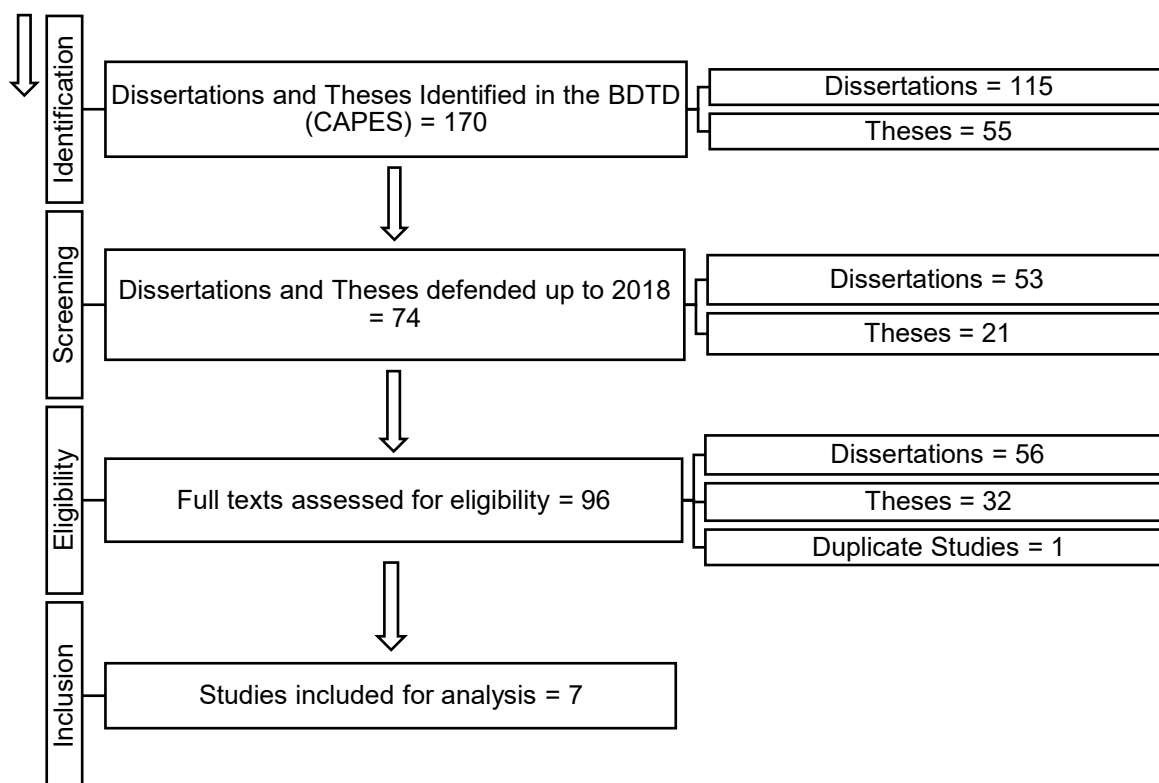 Identification
Dissertations and Theses Identified in the BDTD
(CAPES) = 170
Dissertations = 115
Theses = 55
Screening
Dissertations and Theses defended up to 2018
= 74
Dissertations = 53
Theses = 21
Eligibility
Full texts assessed for eligibility = 96
Dissertations = 56
Theses = 32
Duplicate Studies = 1
Inclusion
Studies included for analysis = 7